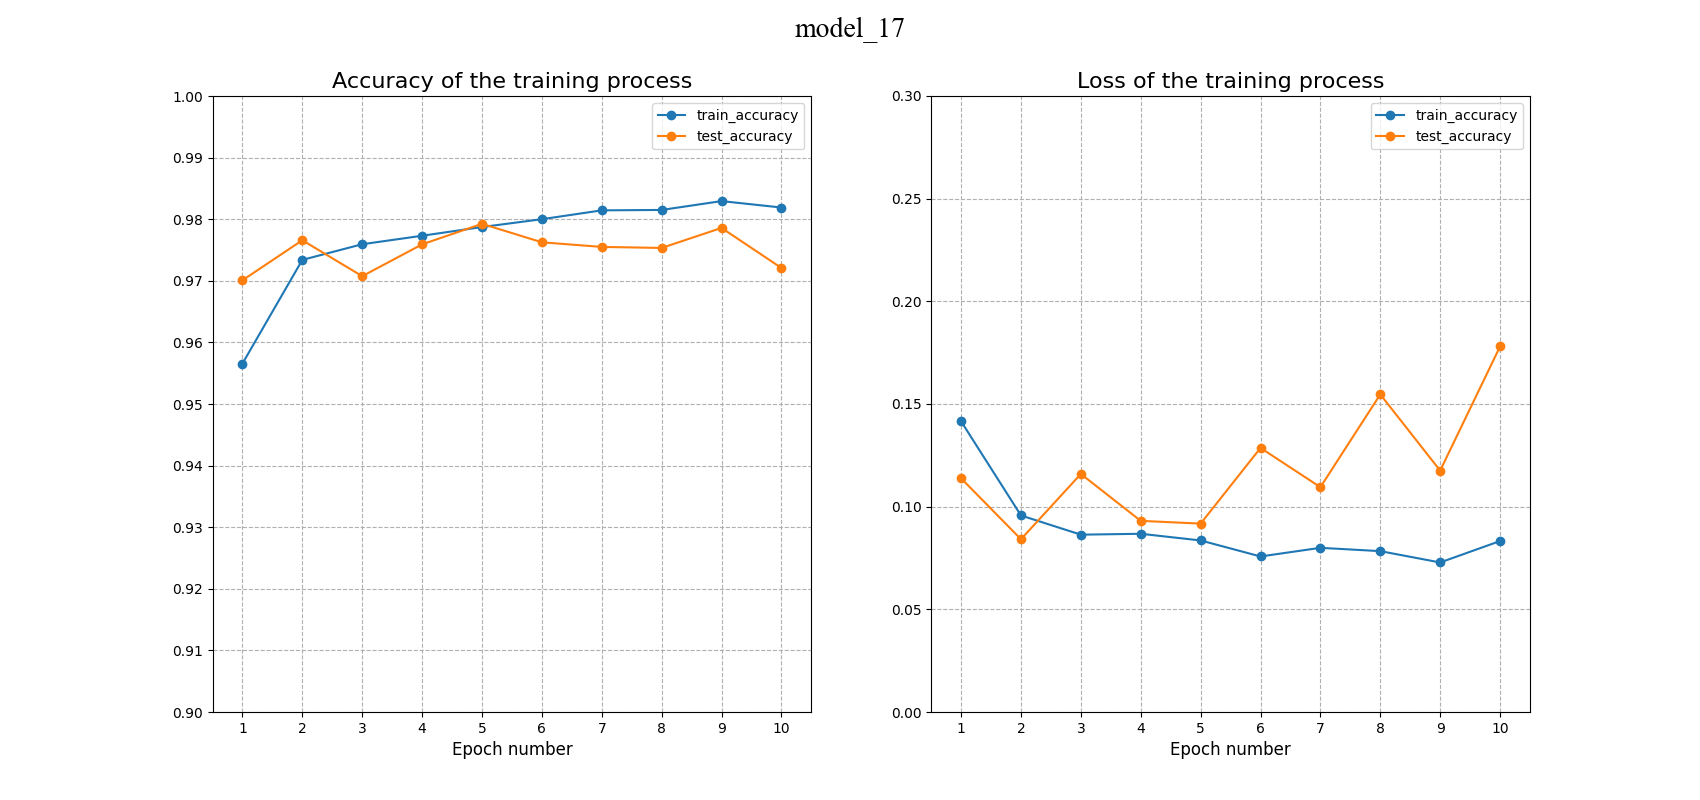 model_17
Accuracy of the training process
1.00
0.99
0.98
0.97
0.96
0.95
0.94
0.93
0.92
0.91
0.90
train_accuracy
test_accuracy
1 2 3 4 5 6 7 8 9 10
Epoch number
Loss of the training process
0.30
0.25
0.20
0.15
0.10
0.05
0.00
train_accuracy
test_accuracy
1 2 3 4 5 6 7 8 9 10
Epoch number